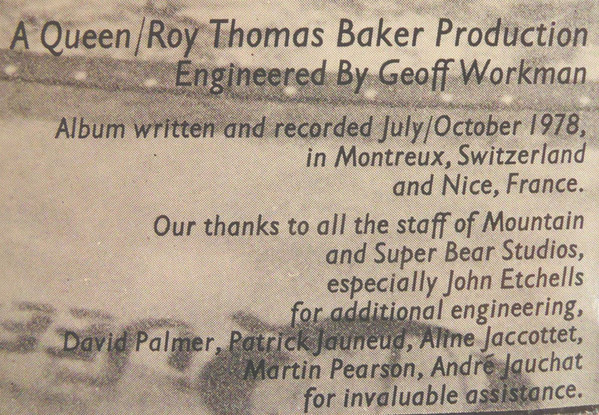 A Queen/Roy Thomas Baker Production
Engineered By Geoff Workman
Album written and recorded July/October 1978,
in Montreux, Switzerland
and Nice, France.
Our thanks to all the staff of Mountain
and Super Bear Studios,
especially John Etchells
for additional engineering,
David Palmer, Patrick Jauneud, Aline Jaccottet,
Martin Pearson, André Jauchat
for invaluable assistance.